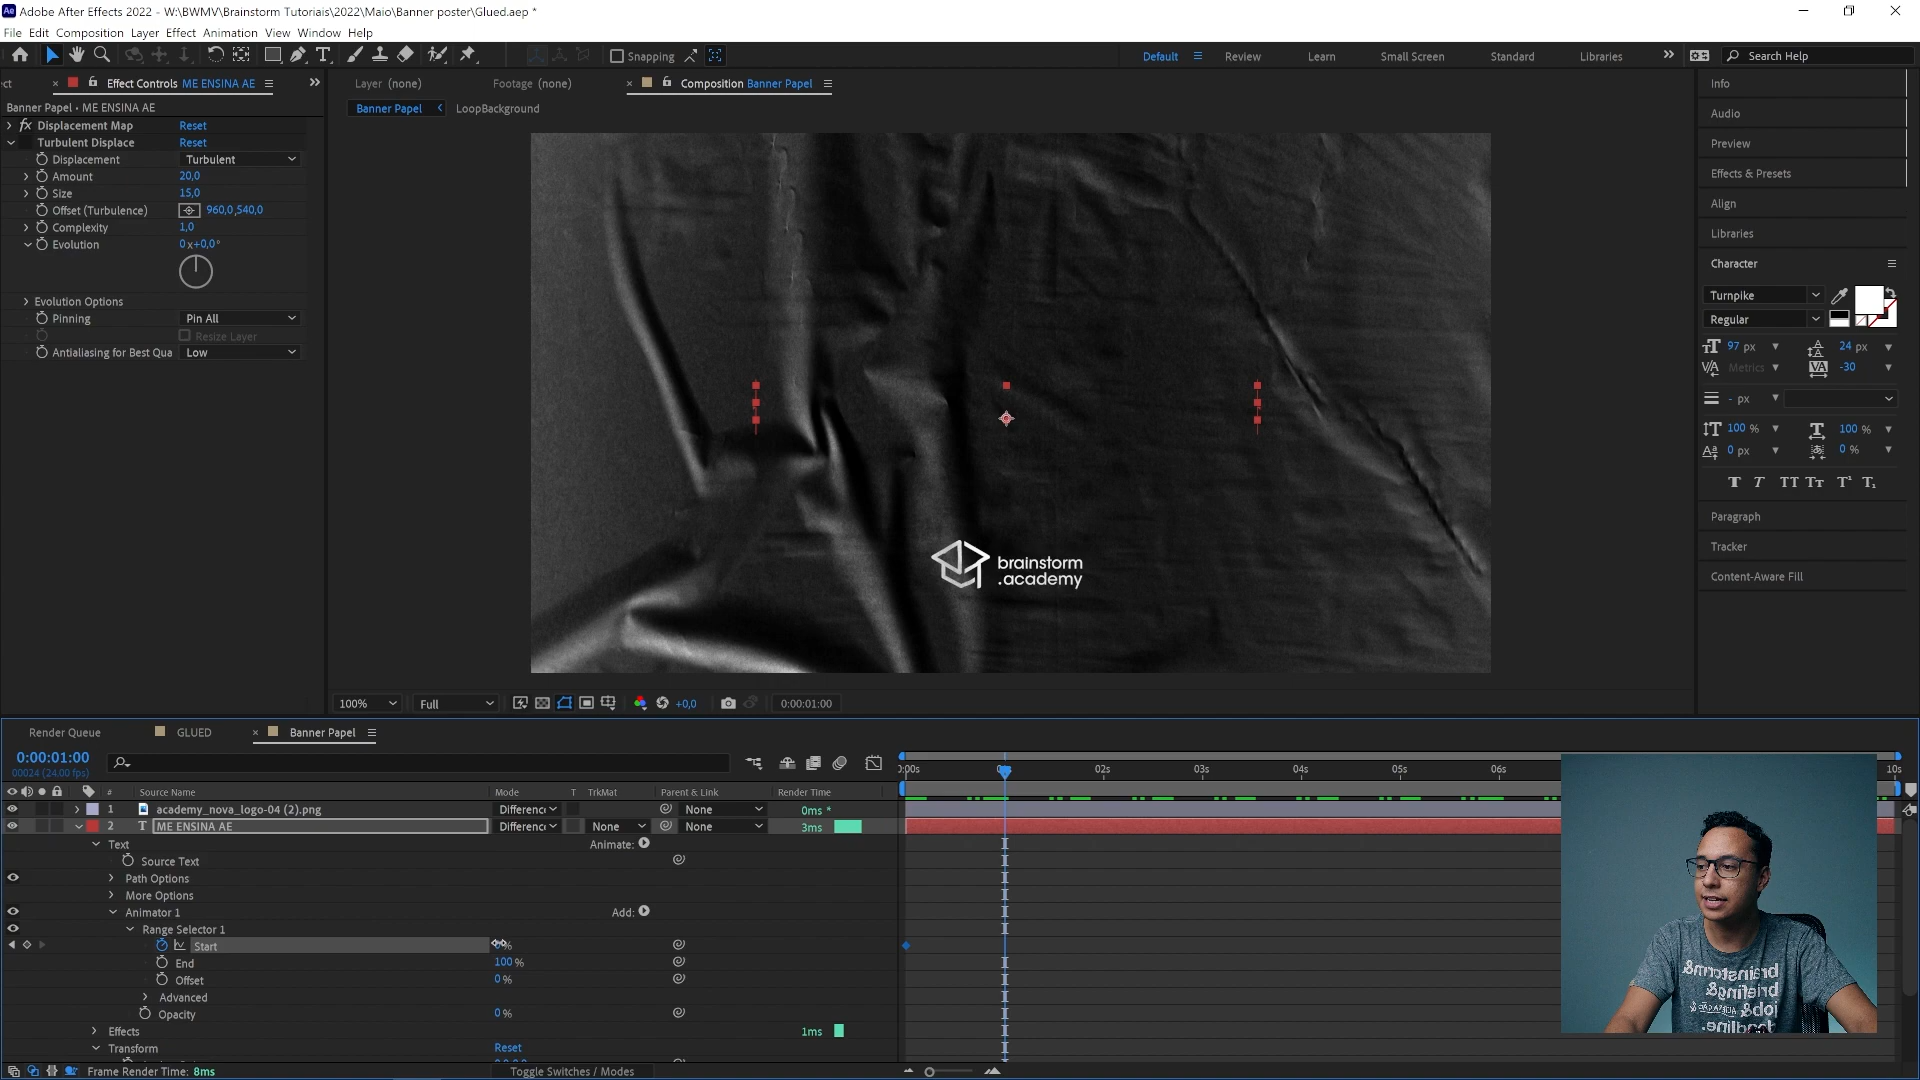 Adobe After Effects 2022 - W:\BWMV\Brainstorm Tutoriais\2022\Maio\Banner poster\Glued.aep *
File Edit Composition Layer Effect Animation View Window Help
Snapping
Default Review Learn Small Screen Standard Libraries Search Help
Effect Controls ME ENSINA AE
Layer (none) Footage (none) Composition Banner Papel
Banner Papel • ME ENSINA AE
Banner Papel LoopBackground
Displacement Map Reset
Turbulent Displace Reset
Displacement Turbulent
Amount 20,0
Size 15,0
Offset (Turbulence) 960,0,540,0
Complexity 1,0
Evolution 0x+0,0°
Evolution Options
Pinning Pin All
Resize Layer
Antialiasing for Best Qua Low
brainstorm
.academy
Info
Audio
Preview
Effects & Presets
Align
Libraries
Character
Turnpike
Regular
97 px 24 px
Metrics -30
- px
100 % 100 %
0 px 0 %
Paragraph
Tracker
Content-Aware Fill
100% Full +0,0 0:00:01:00
Render Queue GLUED Banner Papel
0:00:01:00
00024 (24.00 fps)
0:00s 02s 03s 04s 05s 06s 10s
# Source Name Mode T TrkMat Parent & Link Render Time
1 academy_nova_logo-04 (2).png Differenc None 0ms *
2 T ME ENSINA AE Differenc None None 3ms
Text Animate:
Source Text
Path Options
More Options
Animator 1 Add:
Range Selector 1
Start %
End 100 %
Offset 0 %
Advanced
Opacity 0 %
Effects 1ms
Transform Reset
Frame Render Time: 8ms Toggle Switches / Modes